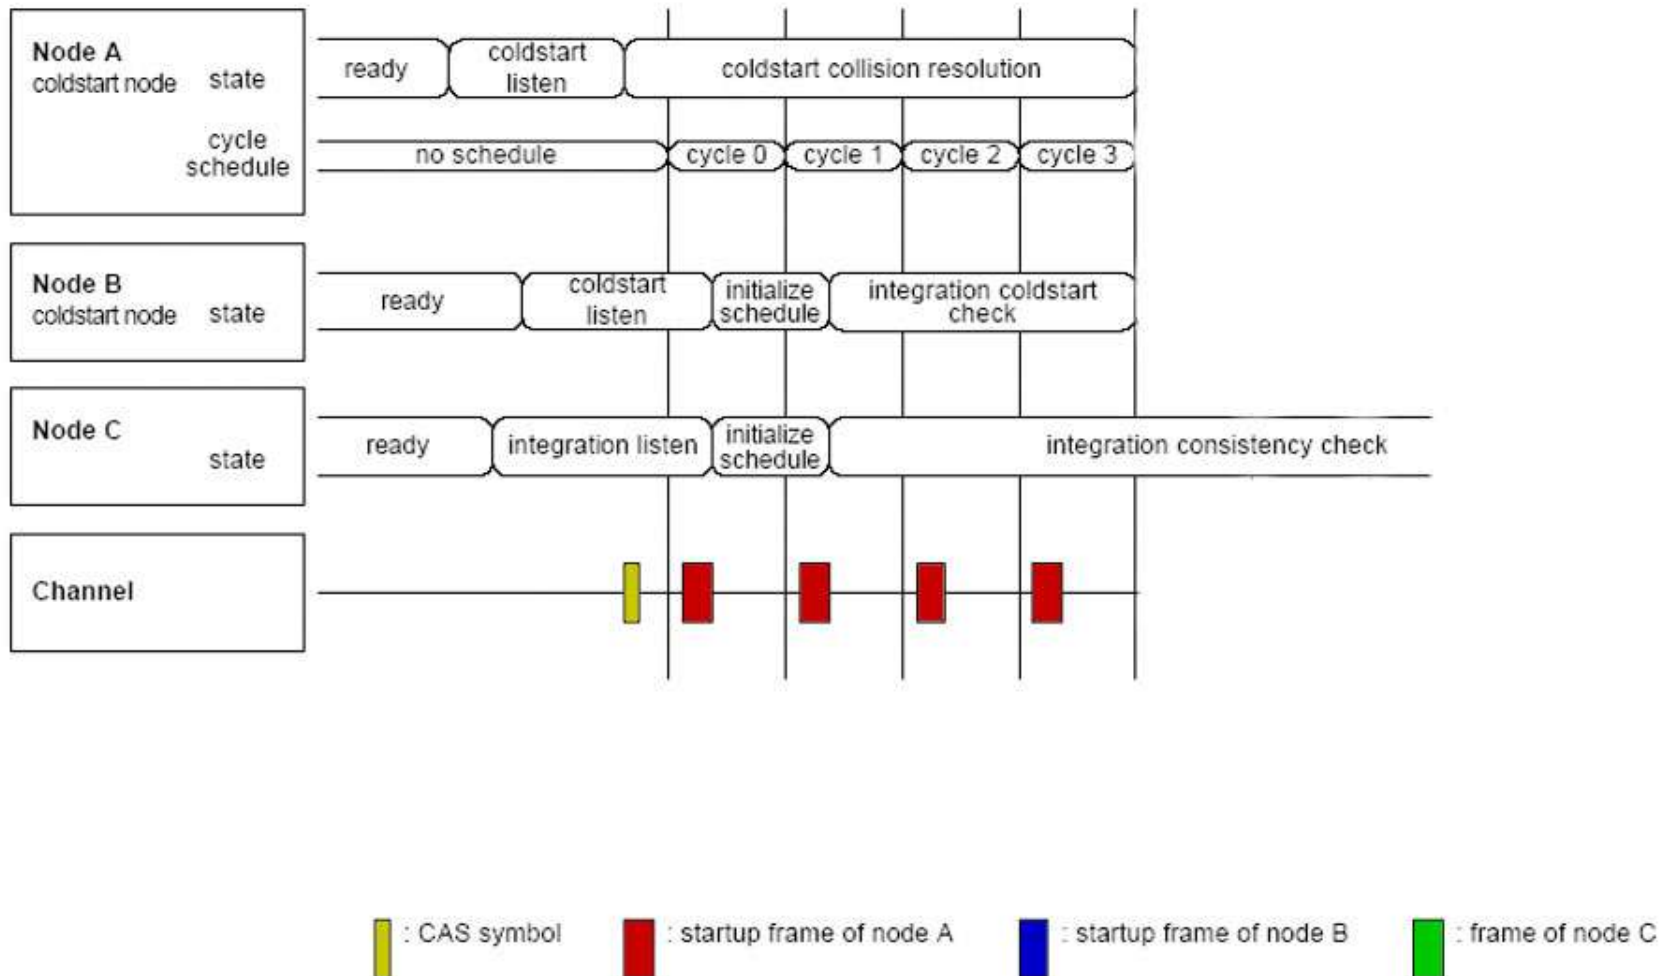 Node A
coldstart node
state
ready
coldstart
listen
coldstart collision resolution
cycle
schedule
no schedule
cycle 0
cycle 1
cycle 2
cycle 3
Node B
coldstart node
state
ready
coldstart
listen
initialize
schedule
integration coldstart
check
Node C
state
ready
integration listen
initialize
schedule
integration consistency check
Channel
: CAS symbol
: startup frame of node A
: startup frame of node B
: frame of node C